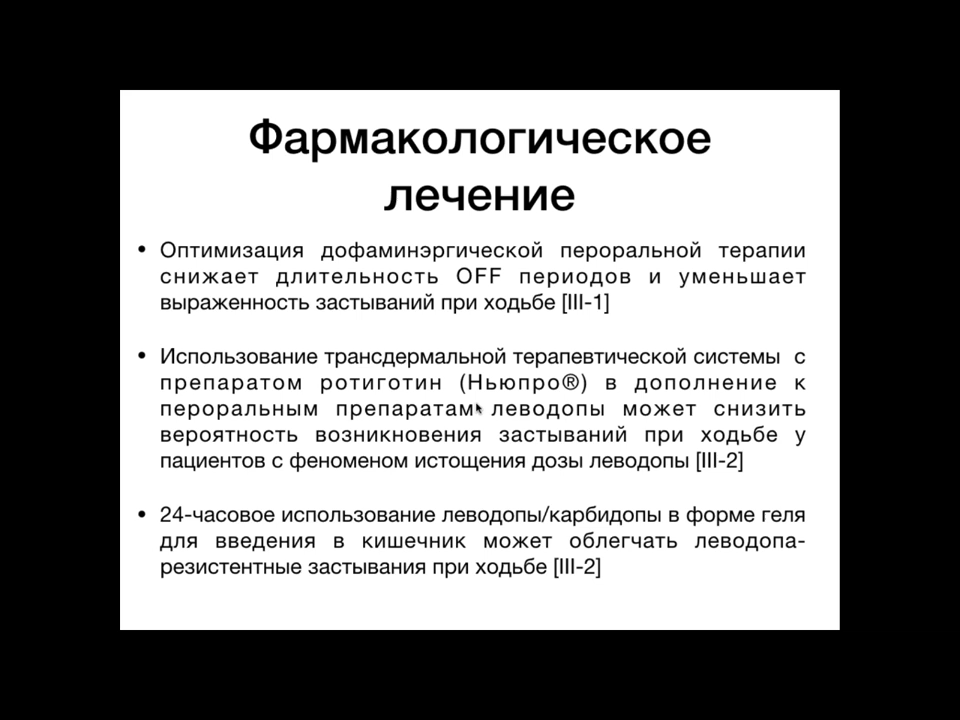 Фармакологическое
лечение
• Оптимизация дофаминэргической пероральной терапии
снижает длительность OFF периодов и уменьшает
выраженность застываний при ходьбе [III-1]
• Использование трансдермальной терапевтической системы с
препаратом ротиготин (Ньюпро®) в дополнение к
пероральным препаратам леводопы может снизить
вероятность возникновения застываний при ходьбе у
пациентов с феноменом истощения дозы леводопы [III-2]
• 24-часовое использование леводопы/карбидопы в форме геля
для введения в кишечник может облегчать леводопа-
резистентные застывания при ходьбе [III-2]